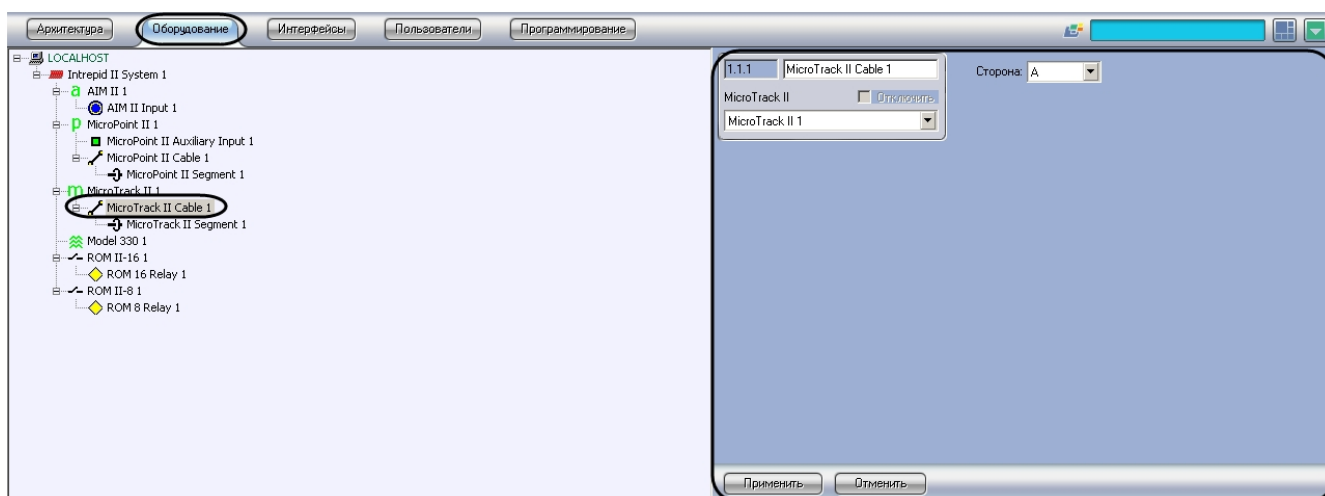 Архитектура Оборудование Интерфейсы Пользователи Программирование
LOCALHOST
Intrepid II System 1
AIM II 1
AIM II Input 1
MicroPoint II 1
MicroPoint II Auxiliary Input 1
MicroPoint II Cable 1
MicroPoint II Segment 1
MicroTrack II 1
MicroTrack II Cable 1
MicroTrack II Segment 1
Model 330 1
ROM II-16 1
ROM 16 Relay 1
ROM II-8 1
ROM 8 Relay 1
1.1.1 MicroTrack II Cable 1 Сторона: A
MicroTrack II Отключить
MicroTrack II 1
Применить Отменить